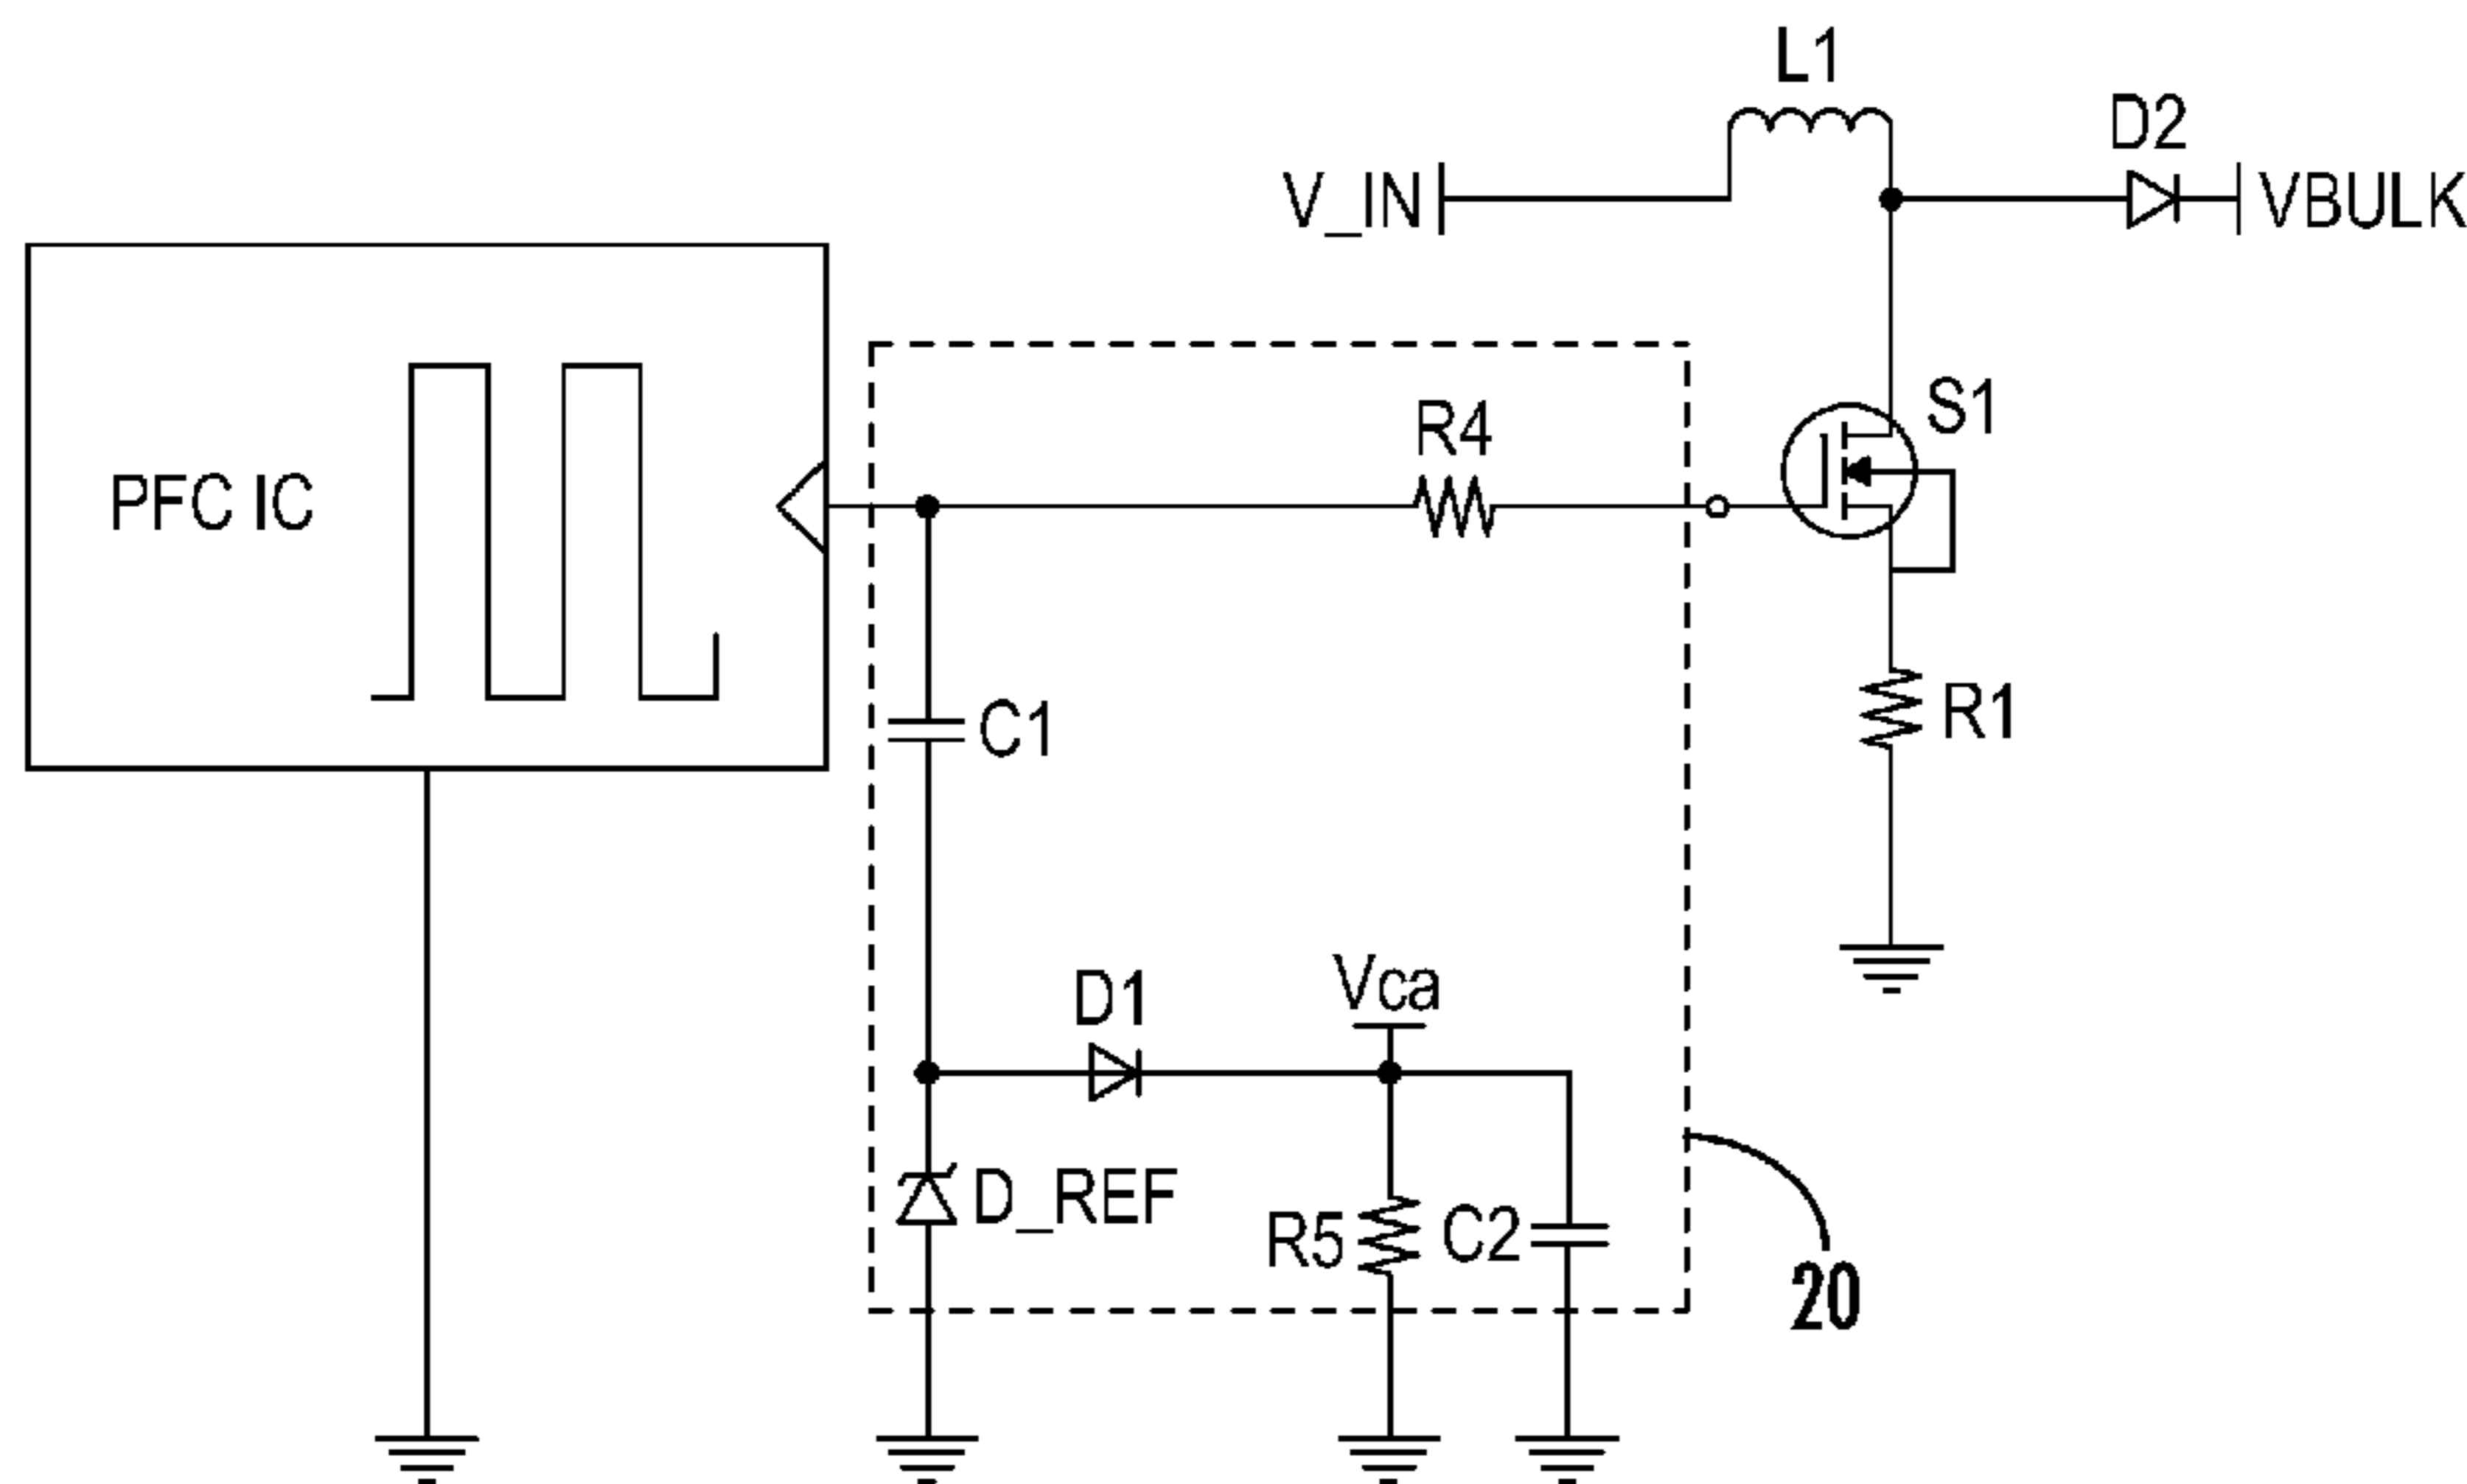 L1
D2
V_IN
VBULK
S1
R4
PFC IC
R1
C1
Vca
D1
D_REF
R5
C2
20